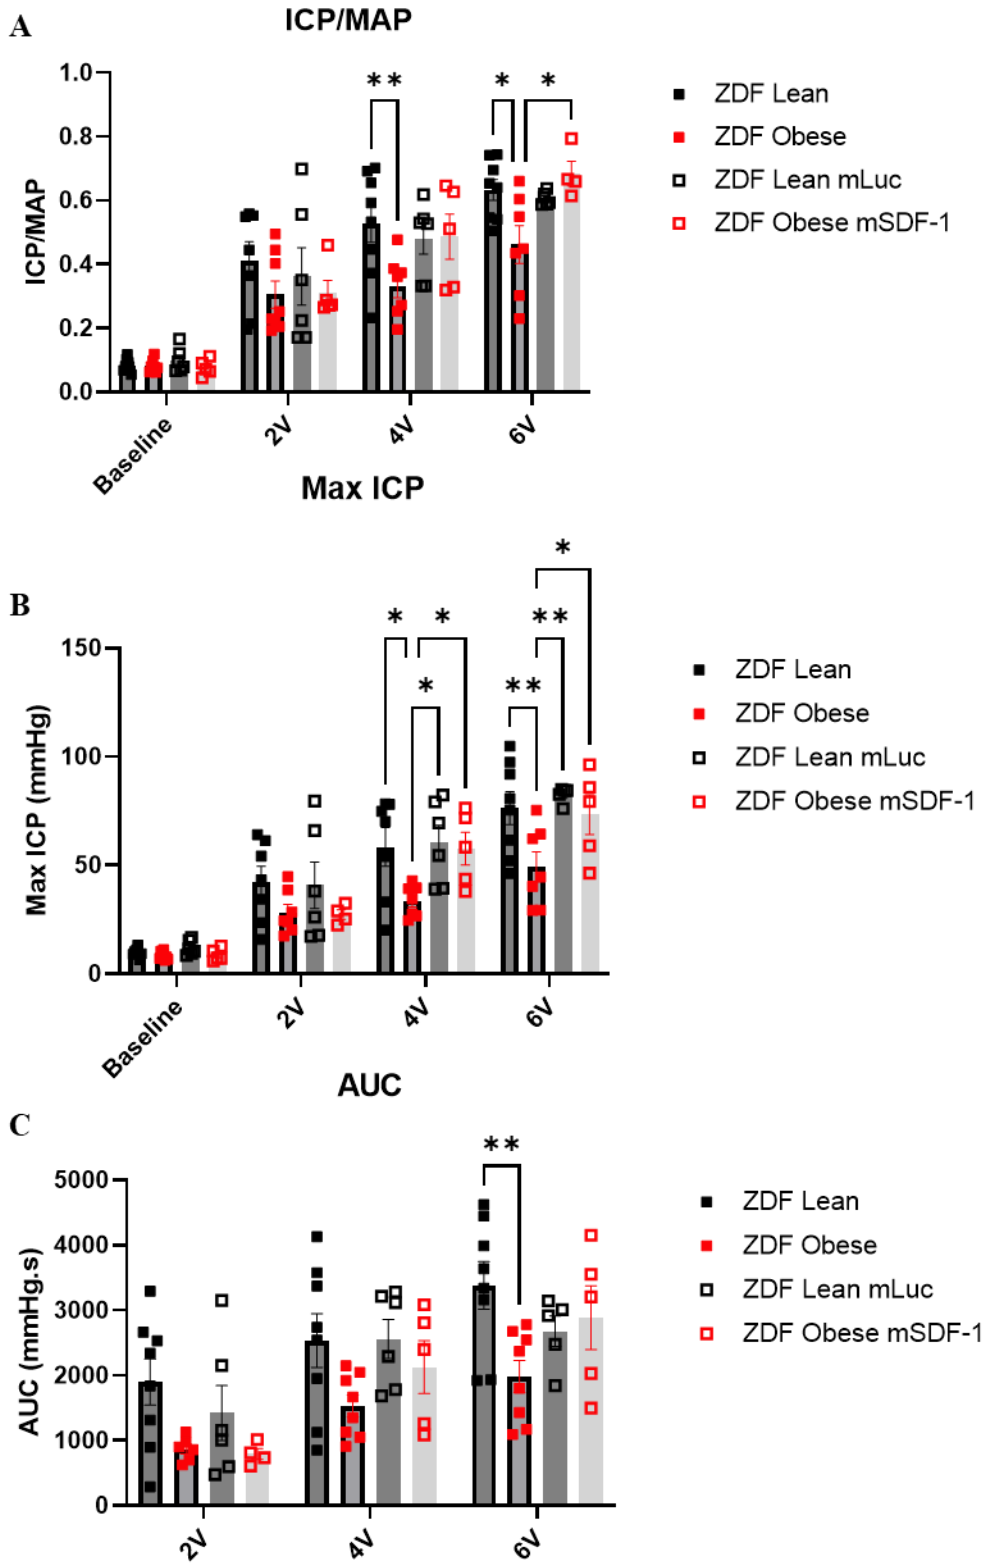 A
ICP/MAP
ICP/MAP
1.0
0.8
0.6
0.4
0.2
0.0
** * *
Baseline 2V 4V 6V
ZDF Lean
ZDF Obese
ZDF Lean mLuc
ZDF Obese mSDF-1
B
Max ICP
Max ICP (mmHg)
150
100
50
0
*
* * **
* **
Baseline 2V 4V 6V
ZDF Lean
ZDF Obese
ZDF Lean mLuc
ZDF Obese mSDF-1
C
AUC
AUC (mmHg.s)
5000
4000
3000
2000
1000
0
**
2V 4V 6V
ZDF Lean
ZDF Obese
ZDF Lean mLuc
ZDF Obese mSDF-1